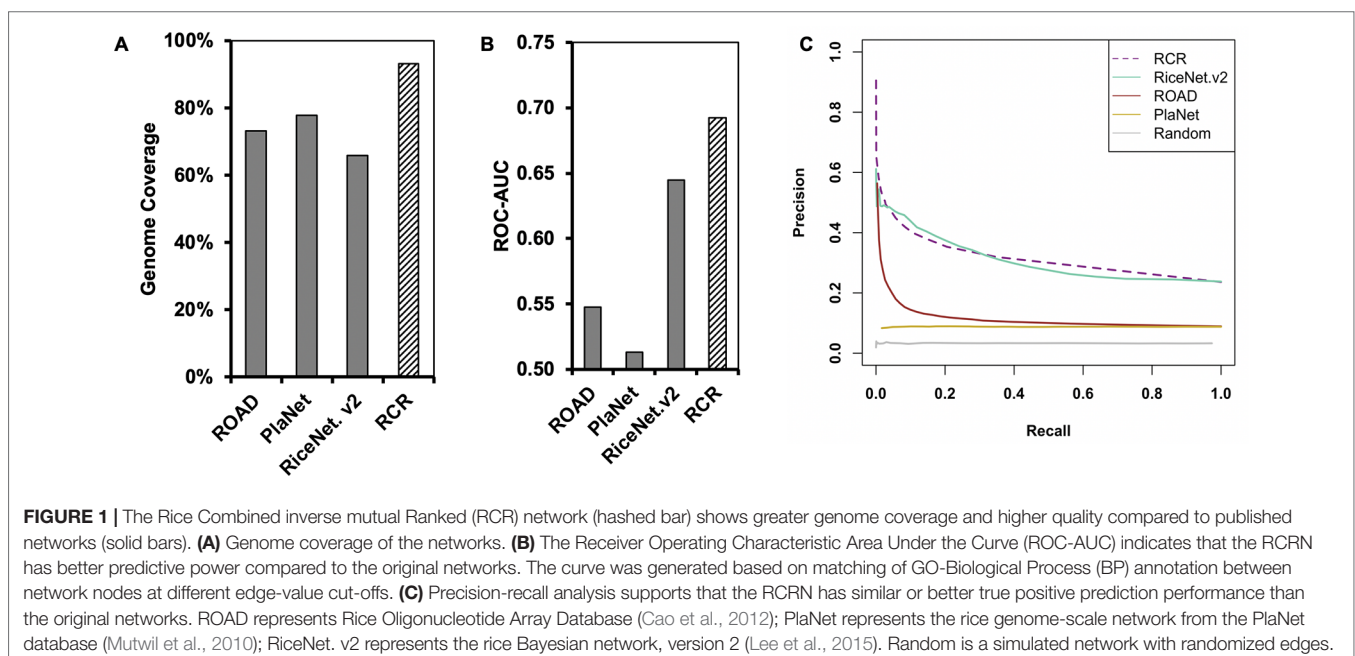 A
100%
80%
60%
40%
20%
0%
Genome Coverage
ROAD
PlaNet
RiceNet. v2
RCR
B
0.75
0.70
0.65
0.60
0.55
0.50
ROC-AUC
ROAD
PlaNet
RiceNet.v2
RCR
C
1.0
0.8
0.6
0.4
0.2
0.0
Precision
RCR
RiceNet.v2
ROAD
PlaNet
Random
0.0 0.2 0.4 0.6 0.8 1.0
Recall
FIGURE 1 | The Rice Combined inverse mutual Ranked (RCR) network (hashed bar) shows greater genome coverage and higher quality compared to published
networks (solid bars). (A) Genome coverage of the networks. (B) The Receiver Operating Characteristic Area Under the Curve (ROC-AUC) indicates that the RCRN
has better predictive power compared to the original networks. The curve was generated based on matching of GO-Biological Process (BP) annotation between
network nodes at different edge-value cut-offs. (C) Precision-recall analysis supports that the RCRN has similar or better true positive prediction performance than
the original networks. ROAD represents Rice Oligonucleotide Array Database (Cao et al., 2012); PlaNet represents the rice genome-scale network from the PlaNet
database (Mutwil et al., 2010); RiceNet. v2 represents the rice Bayesian network, version 2 (Lee et al., 2015). Random is a simulated network with randomized edges.